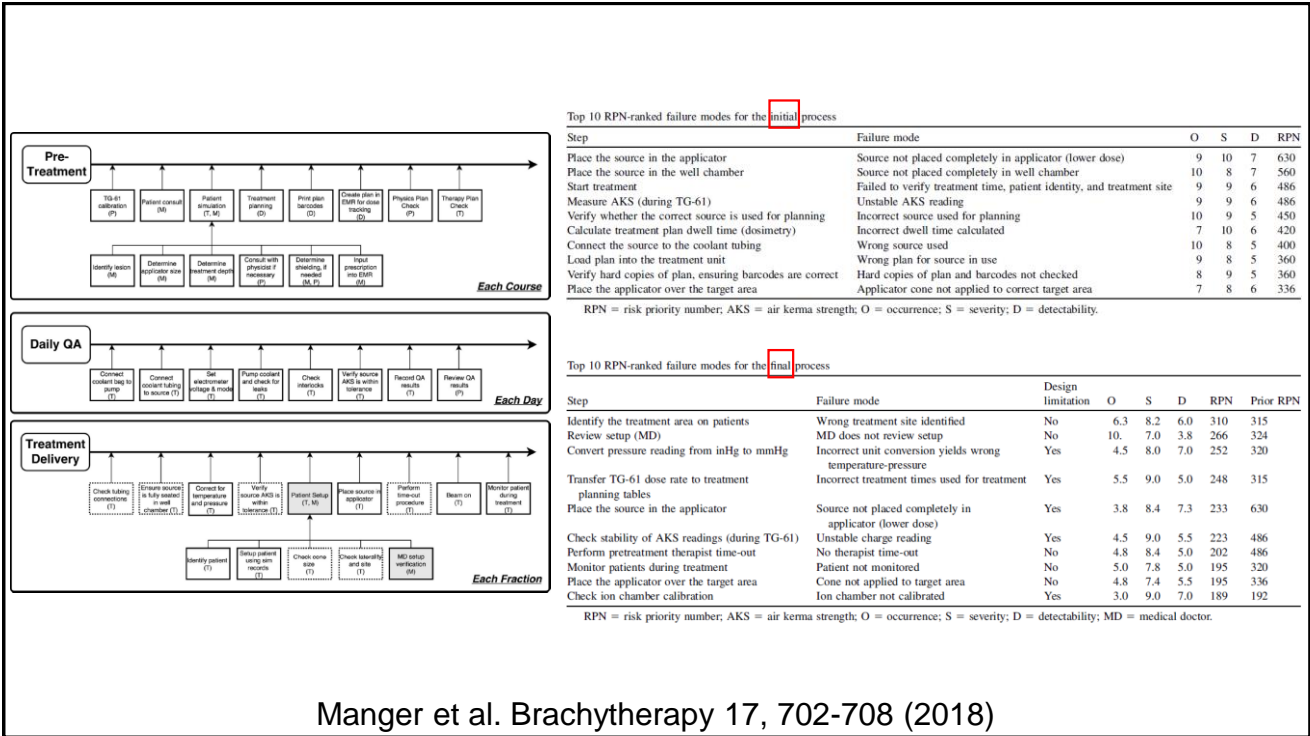 Pre-
Treatment
TG-61
calibration
(P)
Patient consult
(M)
Patient
simulation
(T, M)
Treatment
planning
(D)
Print plan
barcodes
(D)
Create plan in
EMR for dose
tracking
(D)
Physics Plan
Check
(P)
Therapy Plan
Check
(T)
Identify lesion
(M)
Determine
applicator size
(M)
Determine
treatment depth
(M)
Consult with
physicist if
necessary
(P)
Determine
shielding, if
needed
(M, P)
Input
prescription
into EMR
(M)
Each Course
Daily QA
Connect
coolant bag to
pump
(T)
Connect
coolant tubing
to source (T)
Set
electrometer
voltage & mode
(T)
Pump coolant
and check for
leaks
(T)
Check
interlocks
(T)
Verify source
AKS is within
tolerance
(T)
Record QA
results
(T)
Review QA
results
(P)
Each Day
Treatment
Delivery
Check tubing
connections
(T)
Ensure source
is fully seated
in well
chamber (T)
Correct for
temperature
and pressure
(T)
Verify
source AKS is
within
tolerance (T)
Patient Setup
(T, M)
Place source in
applicator
(T)
Perform
time-out
procedure
(T)
Beam on
(T)
Monitor patient
during
treatment
(T)
Identify patient
(T)
Setup patient
using sim
records
(T)
Check cone
size
(T)
Check laterality
and site
(T)
MD setup
verification
(M)
Each Fraction
Top 10 RPN-ranked failure modes for the initial process
Step Failure mode O S D RPN
Place the source in the applicator Source not placed completely in applicator (lower dose) 9 10 7 630
Place the source in the well chamber Source not placed completely in well chamber 10 8 7 560
Start treatment Failed to verify treatment time, patient identity, and treatment site 9 9 6 486
Measure AKS (during TG-61) Unstable AKS reading 9 9 6 486
Verify whether the correct source is used for planning Incorrect source used for planning 10 9 5 450
Calculate treatment plan dwell time (dosimetry) Incorrect dwell time calculated 7 10 6 420
Connect the source to the coolant tubing Wrong source used 10 8 5 400
Load plan into the treatment unit Wrong plan for source in use 9 8 5 360
Verify hard copies of plan, ensuring barcodes are correct Hard copies of plan and barcodes not checked 8 9 5 360
Place the applicator over the target area Applicator cone not applied to correct target area 7 8 6 336
RPN = risk priority number; AKS = air kerma strength; O = occurrence; S = severity; D = detectability.
Top 10 RPN-ranked failure modes for the final process
Design
Step Failure mode limitation O S D RPN Prior RPN
Identify the treatment area on patients Wrong treatment site identified No 6.3 8.2 6.0 310 315
Review setup (MD) MD does not review setup No 10. 7.0 3.8 266 324
Convert pressure reading from inHg to mmHg Incorrect unit conversion yields wrong Yes 4.5 8.0 7.0 252 320
temperature-pressure
Transfer TG-61 dose rate to treatment Incorrect treatment times used for treatment Yes 5.5 9.0 5.0 248 315
planning tables
Place the source in the applicator Source not placed completely in Yes 3.8 8.4 7.3 233 630
applicator (lower dose)
Check stability of AKS readings (during TG-61) Unstable charge reading Yes 4.5 9.0 5.5 223 486
Perform pretreatment therapist time-out No therapist time-out No 4.8 8.4 5.0 202 486
Monitor patients during treatment Patient not monitored No 5.0 7.8 5.0 195 320
Place the applicator over the target area Cone not applied to target area No 4.8 7.4 5.5 195 336
Check ion chamber calibration Ion chamber not calibrated Yes 3.0 9.0 7.0 189 192
RPN = risk priority number; AKS = air kerma strength; O = occurrence; S = severity; D = detectability; MD = medical doctor.
Manger et al. Brachytherapy 17, 702-708 (2018)